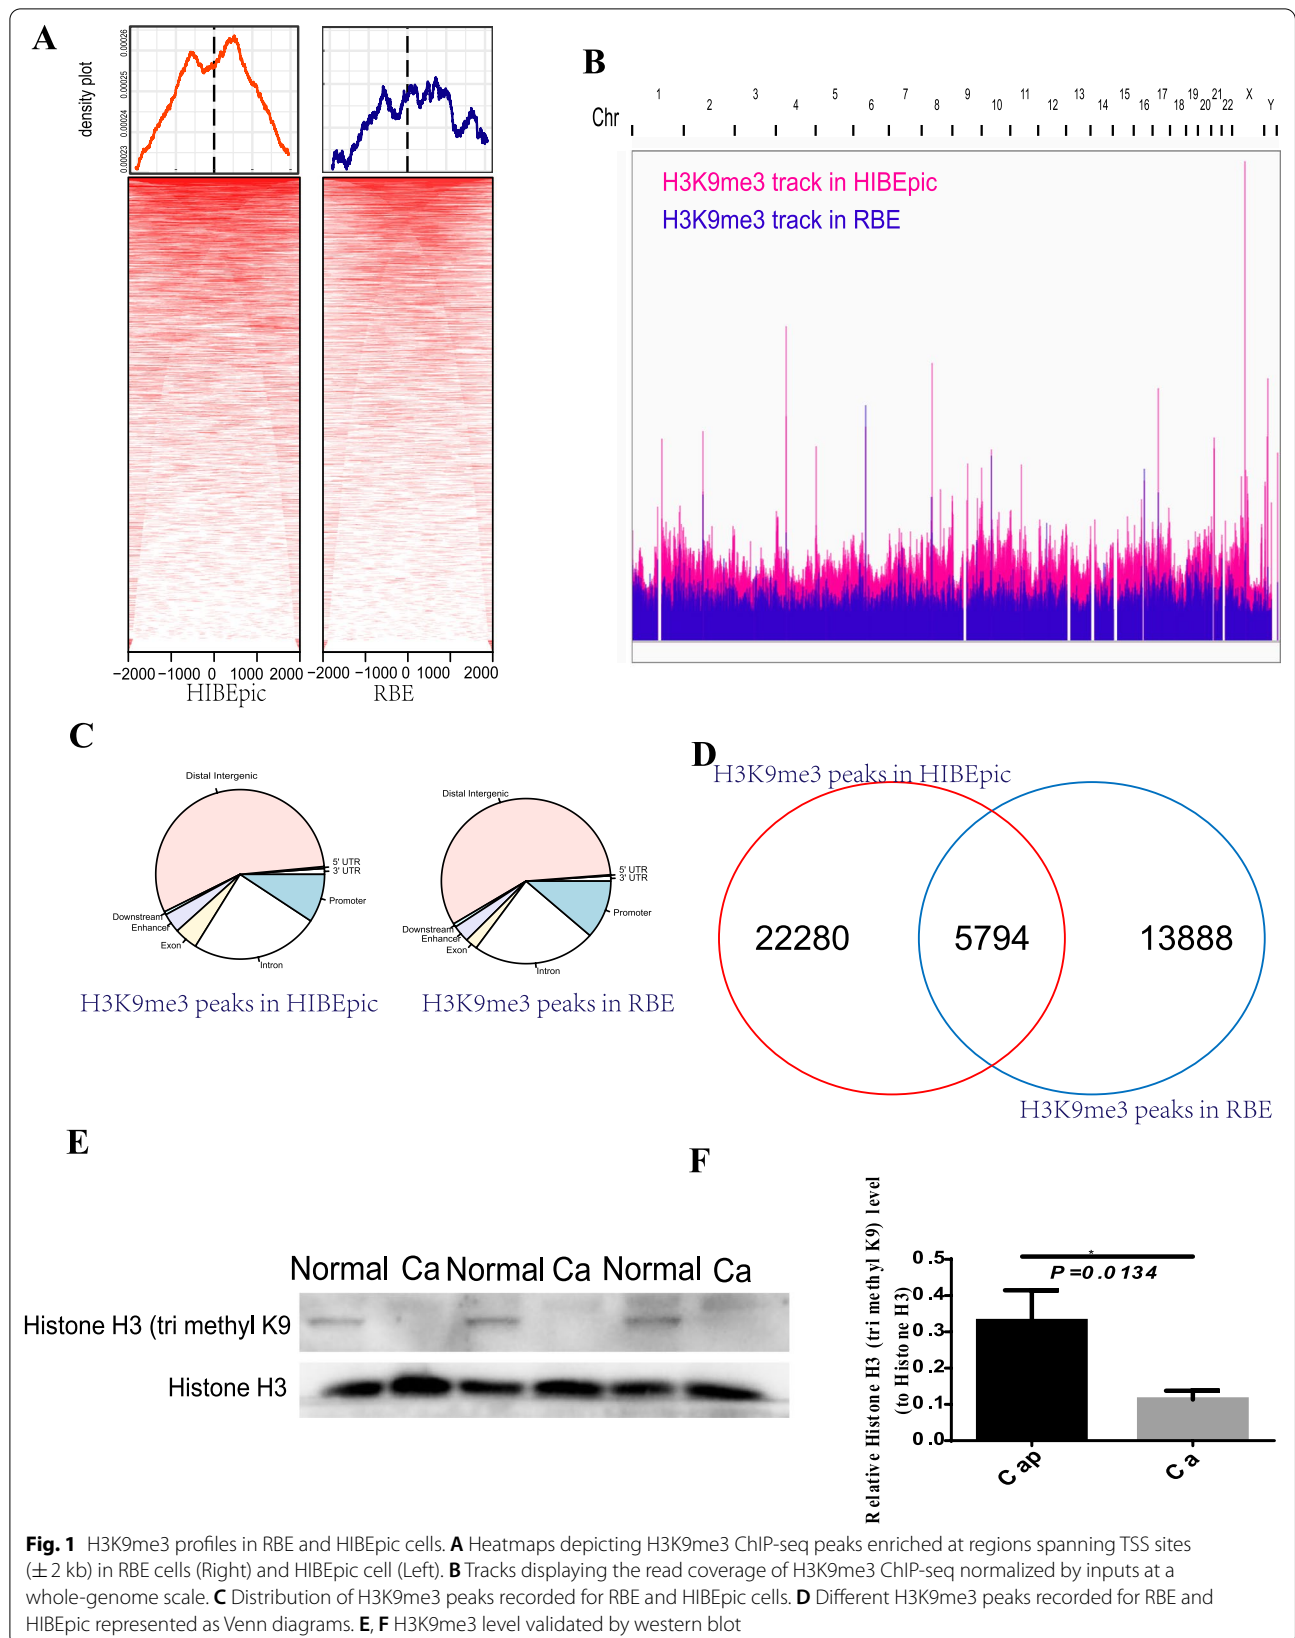 A
density plot
0.00023 0.00024 0.00025 0.00026
−2000 −1000 0 1000 2000
HIBEpic
−2000 0 1000 2000
RBE
B
Chr
1 2 3 4 5 6 7 8 9 10 11 12 13 14 15 16 17 18 19 20 21 22 X Y
H3K9me3 track in HIBEpic
H3K9me3 track in RBE
C
Distal Intergenic
5' UTR
3' UTR
Promoter
Downstream
Enhancer
Exon
Intron
H3K9me3 peaks in HIBEpic
Distal Intergenic
5' UTR
3' UTR
Promoter
Downstream
Enhancer
Exon
Intron
H3K9me3 peaks in RBE
D
H3K9me3 peaks in HIBEpic
22280 5794 13888
H3K9me3 peaks in RBE
E
Normal Ca Normal Ca Normal Ca
Histone H3 (tri methyl K9
Histone H3
F
Relative Histone H3 (tri methyl K9) level
(to Histone H3)
0.5
0.4
0.3
0.2
0.1
0.0
*
P=0.0134
Cap
Ca
Fig. 1 H3K9me3 profiles in RBE and HIBEpic cells. A Heatmaps depicting H3K9me3 ChIP-seq peaks enriched at regions spanning TSS sites
(± 2 kb) in RBE cells (Right) and HIBEpic cell (Left). B Tracks displaying the read coverage of H3K9me3 ChIP-seq normalized by inputs at a
whole-genome scale. C Distribution of H3K9me3 peaks recorded for RBE and HIBEpic cells. D Different H3K9me3 peaks recorded for RBE and
HIBEpic represented as Venn diagrams. E, F H3K9me3 level validated by western blot